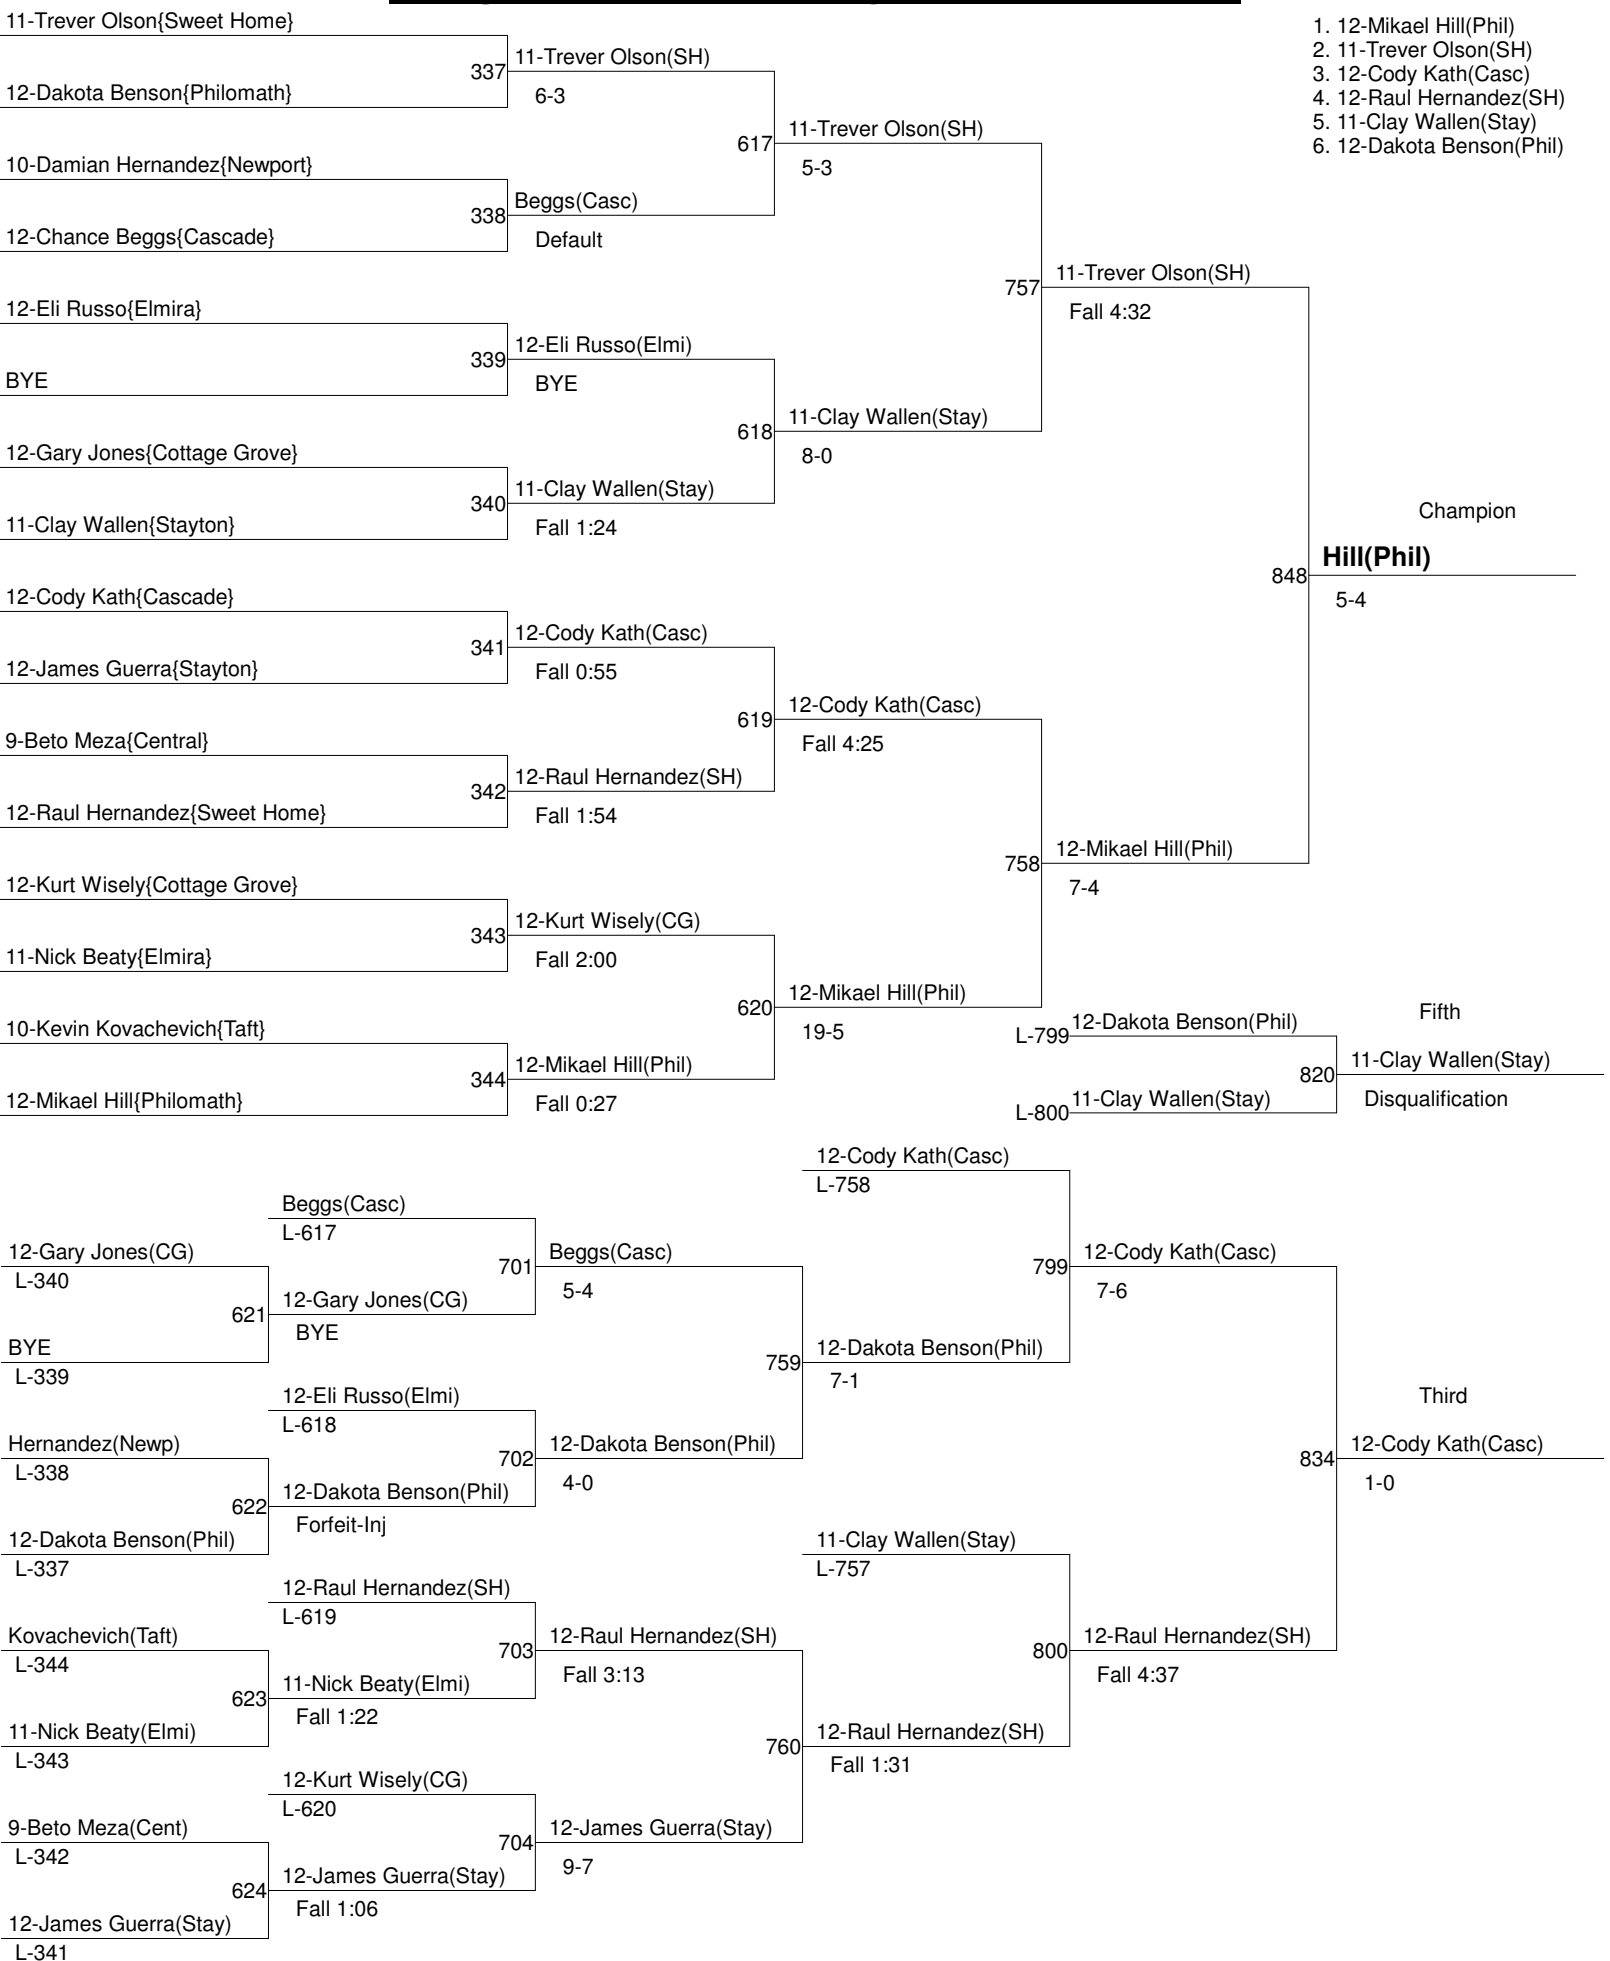 11-Trever Olson{Sweet Home}
12-Dakota Benson{Philomath}
10-Damian Hernandez{Newport}
12-Chance Beggs{Cascade}
12-Eli Russo{Elmira}
BYE
12-Gary Jones{Cottage Grove}
11-Clay Wallen{Stayton}
12-Cody Kath{Cascade}
12-James Guerra{Stayton}
9-Beto Meza{Central}
12-Raul Hernandez{Sweet Home}
12-Kurt Wisely{Cottage Grove}
11-Nick Beaty{Elmira}
10-Kevin Kovachevich{Taft}
12-Mikael Hill{Philomath}
337
11-Trever Olson(SH)
6-3
338
Beggs(Casc)
Default
339
12-Eli Russo(Elmi)
BYE
340
11-Clay Wallen(Stay)
Fall 1:24
341
12-Cody Kath(Casc)
Fall 0:55
342
12-Raul Hernandez(SH)
Fall 1:54
343
12-Kurt Wisely(CG)
Fall 2:00
344
12-Mikael Hill(Phil)
Fall 0:27
617
11-Trever Olson(SH)
5-3
618
11-Clay Wallen(Stay)
8-0
619
12-Cody Kath(Casc)
Fall 4:25
620
12-Mikael Hill(Phil)
19-5
757
11-Trever Olson(SH)
Fall 4:32
758
12-Mikael Hill(Phil)
7-4
Champion
848
Hill(Phil)
5-4
1. 12-Mikael Hill(Phil)
2. 11-Trever Olson(SH)
3. 12-Cody Kath(Casc)
4. 12-Raul Hernandez(SH)
5. 11-Clay Wallen(Stay)
6. 12-Dakota Benson(Phil)
L-799
12-Dakota Benson(Phil)
L-800
11-Clay Wallen(Stay)
Fifth
820
11-Clay Wallen(Stay)
Disqualification
12-Gary Jones(CG)
L-340
BYE
L-339
Hernandez(Newp)
L-338
12-Dakota Benson(Phil)
L-337
Kovachevich(Taft)
L-344
11-Nick Beaty(Elmi)
L-343
9-Beto Meza(Cent)
L-342
12-James Guerra(Stay)
L-341
Beggs(Casc)
L-617
621
12-Gary Jones(CG)
BYE
12-Eli Russo(Elmi)
L-618
622
12-Dakota Benson(Phil)
Forfeit-Inj
12-Raul Hernandez(SH)
L-619
623
11-Nick Beaty(Elmi)
Fall 1:22
12-Kurt Wisely(CG)
L-620
624
12-James Guerra(Stay)
Fall 1:06
701
Beggs(Casc)
5-4
702
12-Dakota Benson(Phil)
4-0
703
12-Raul Hernandez(SH)
Fall 3:13
704
12-James Guerra(Stay)
9-7
12-Cody Kath(Casc)
L-758
759
12-Dakota Benson(Phil)
7-1
11-Clay Wallen(Stay)
L-757
760
12-Raul Hernandez(SH)
Fall 1:31
799
12-Cody Kath(Casc)
7-6
800
12-Raul Hernandez(SH)
Fall 4:37
Third
834
12-Cody Kath(Casc)
1-0